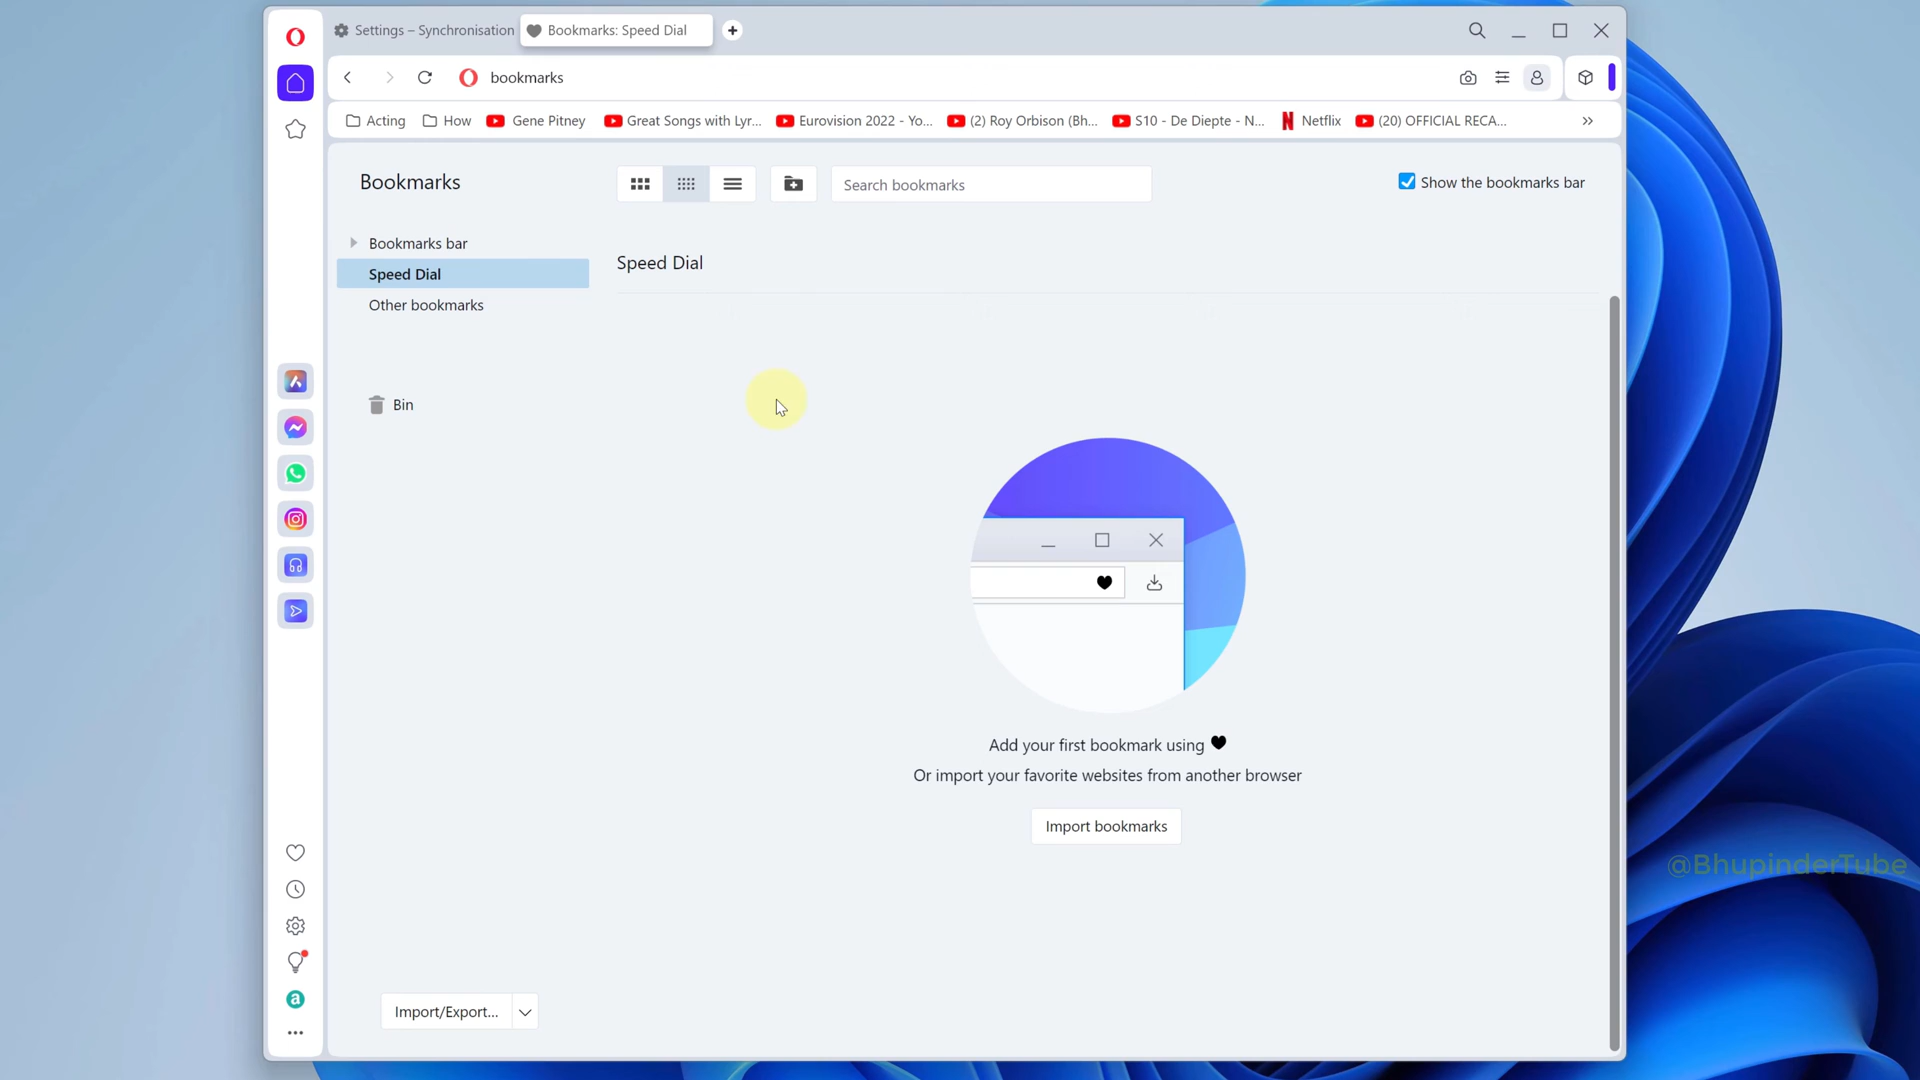 Settings – Synchronisation
Bookmarks: Speed Dial
bookmarks
Acting
How
Gene Pitney
Great Songs with Lyr...
Eurovision 2022 - Yo...
(2) Roy Orbison (Bh...
S10 - De Diepte - N...
Netflix
(20) OFFICIAL RECA...
Bookmarks
Search bookmarks
Show the bookmarks bar
Bookmarks bar
Speed Dial
Other bookmarks
Bin
Speed Dial
Add your first bookmark using
Or import your favorite websites from another browser
Import bookmarks
Import/Export...
@BhupinderTube